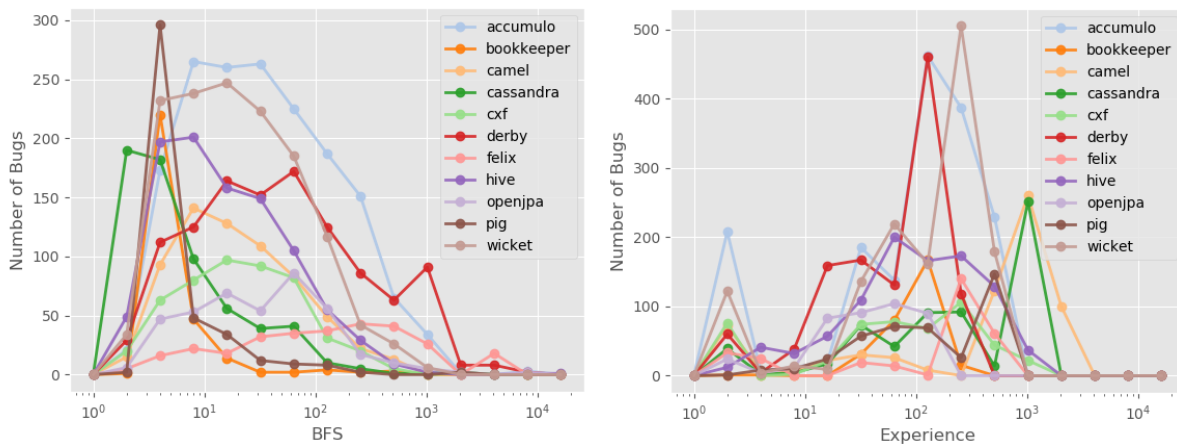 300
250
200
150
100
50
0
Number of Bugs
10⁰
10¹
10²
10³
10⁴
BFS
accumulo
bookkeeper
camel
cassandra
cxf
derby
felix
hive
openjpa
pig
wicket
500
400
300
200
100
0
Number of Bugs
10⁰
10¹
10²
10³
10⁴
Experience
accumulo
bookkeeper
camel
cassandra
cxf
derby
felix
hive
openjpa
pig
wicket